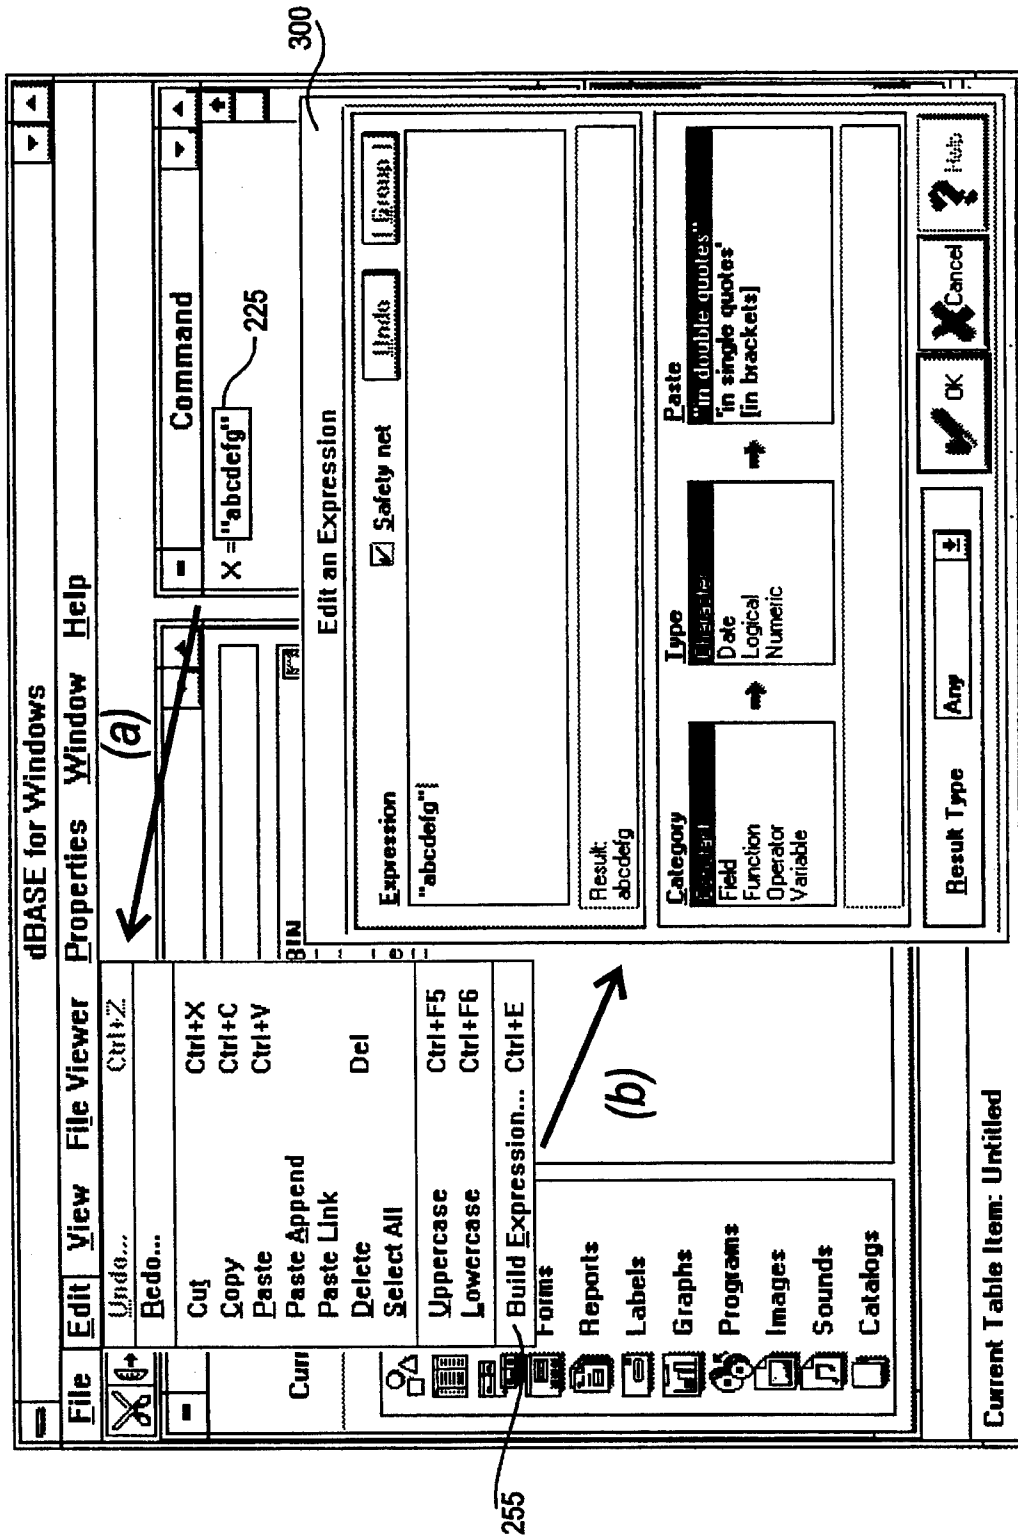 dBASE for Windows
File Edit View File Viewer Properties Window Help
Undo... Ctrl+Z
Redo...
Cut Ctrl+X
Copy Ctrl+C
Paste Ctrl+V
Paste Append
Paste Link
Delete Del
Select All
Uppercase Ctrl+F5
Lowercase Ctrl+F6
Build Expression... Ctrl+E
255
(a)
(b)
Curr
BIN
Forms
Reports
Labels
Graphs
Programs
Images
Sounds
Catalogs
Command
X = "abcdefg"
225
300
Edit an Expression
Expression
Safety net
Undo
Group
"abcdefg"
Result:
abcdefg
Category
Field
Function
Operator
Variable
Type
Character
Date
Logical
Numeric
Paste
"in double quotes"
'in single quotes'
[in brackets]
Result Type
Any
OK
Cancel
Help
Current Table Item: Untitled